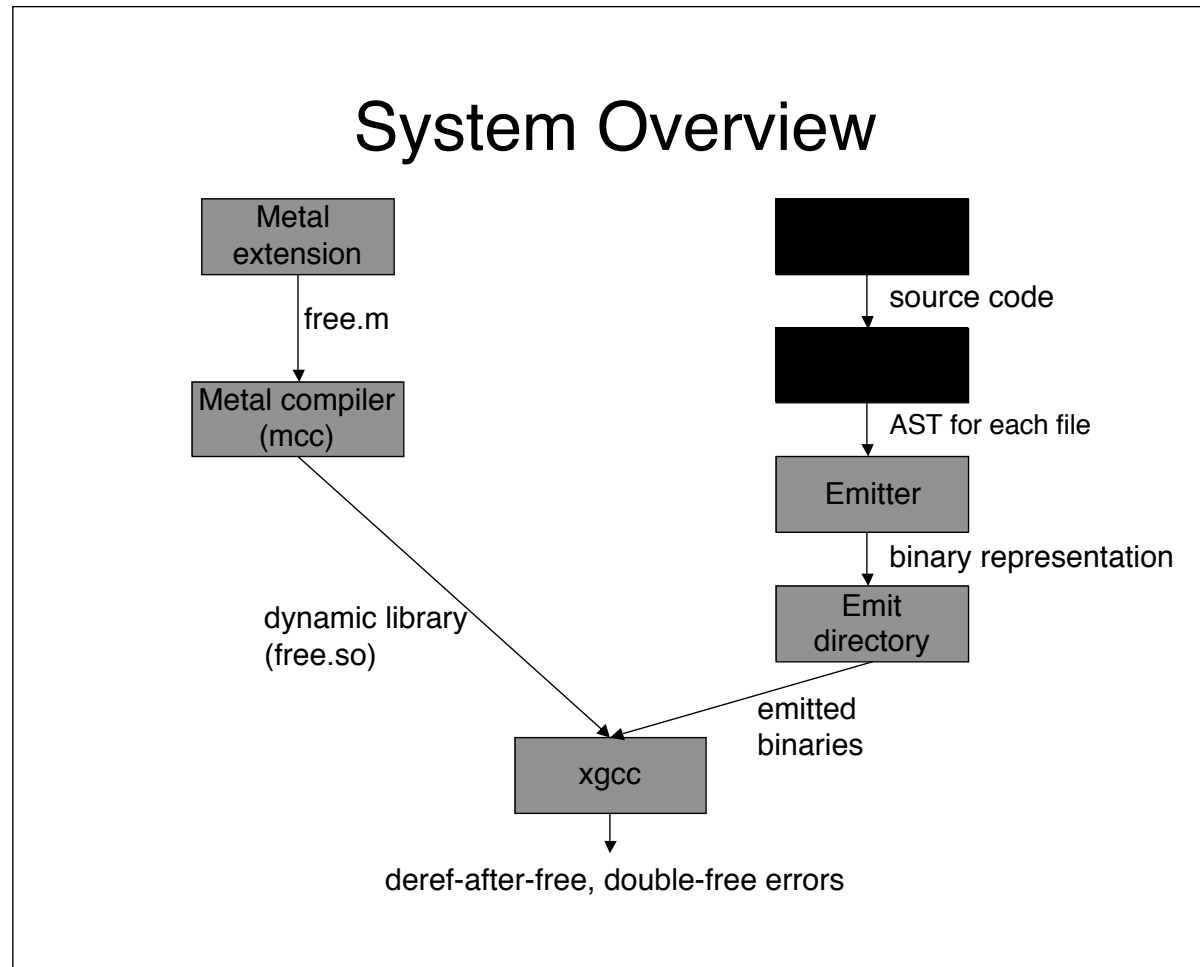 System Overview
Metal
extension
free.m
Metal compiler
(mcc)
dynamic library
(free.so)
source code
AST for each file
Emitter
binary representation
Emit
directory
emitted
binaries
xgcc
deref-after-free, double-free errors